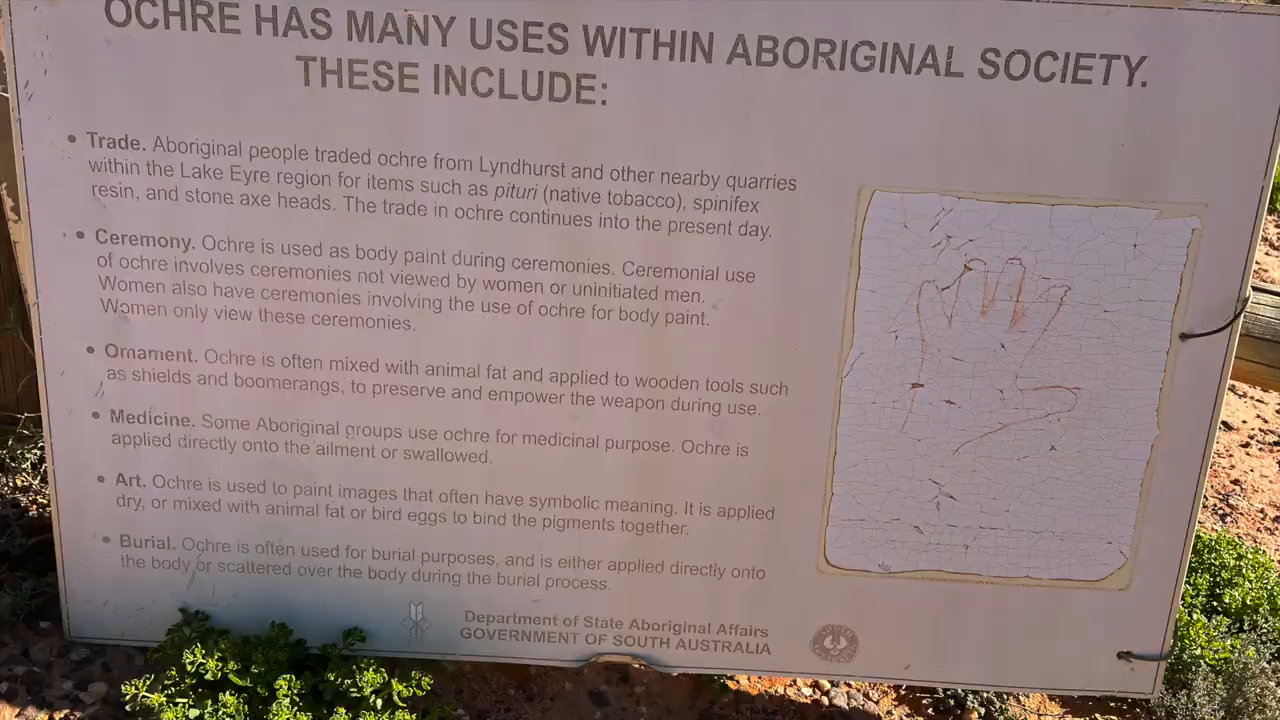 OCHRE HAS MANY USES WITHIN ABORIGINAL SOCIETY.
THESE INCLUDE:
• Trade. Aboriginal people traded ochre from Lyndhurst and other nearby quarries
within the Lake Eyre region for items such as pituri (native tobacco), spinifex
resin, and stone axe heads. The trade in ochre continues into the present day.
• Ceremony. Ochre is used as body paint during ceremonies. Ceremonial use
of ochre involves ceremonies not viewed by women or uninitiated men.
Women also have ceremonies involving the use of ochre for body paint.
Women only view these ceremonies.
• Ornament. Ochre is often mixed with animal fat and applied to wooden tools such
as shields and boomerangs, to preserve and empower the weapon during use.
• Medicine. Some Aboriginal groups use ochre for medicinal purpose. Ochre is
applied directly onto the ailment or swallowed.
• Art. Ochre is used to paint images that often have symbolic meaning. It is applied
dry, or mixed with animal fat or bird eggs to bind the pigments together.
• Burial. Ochre is often used for burial purposes, and is either applied directly onto
the body or scattered over the body during the burial process.
Department of State Aboriginal Affairs
GOVERNMENT OF SOUTH AUSTRALIA